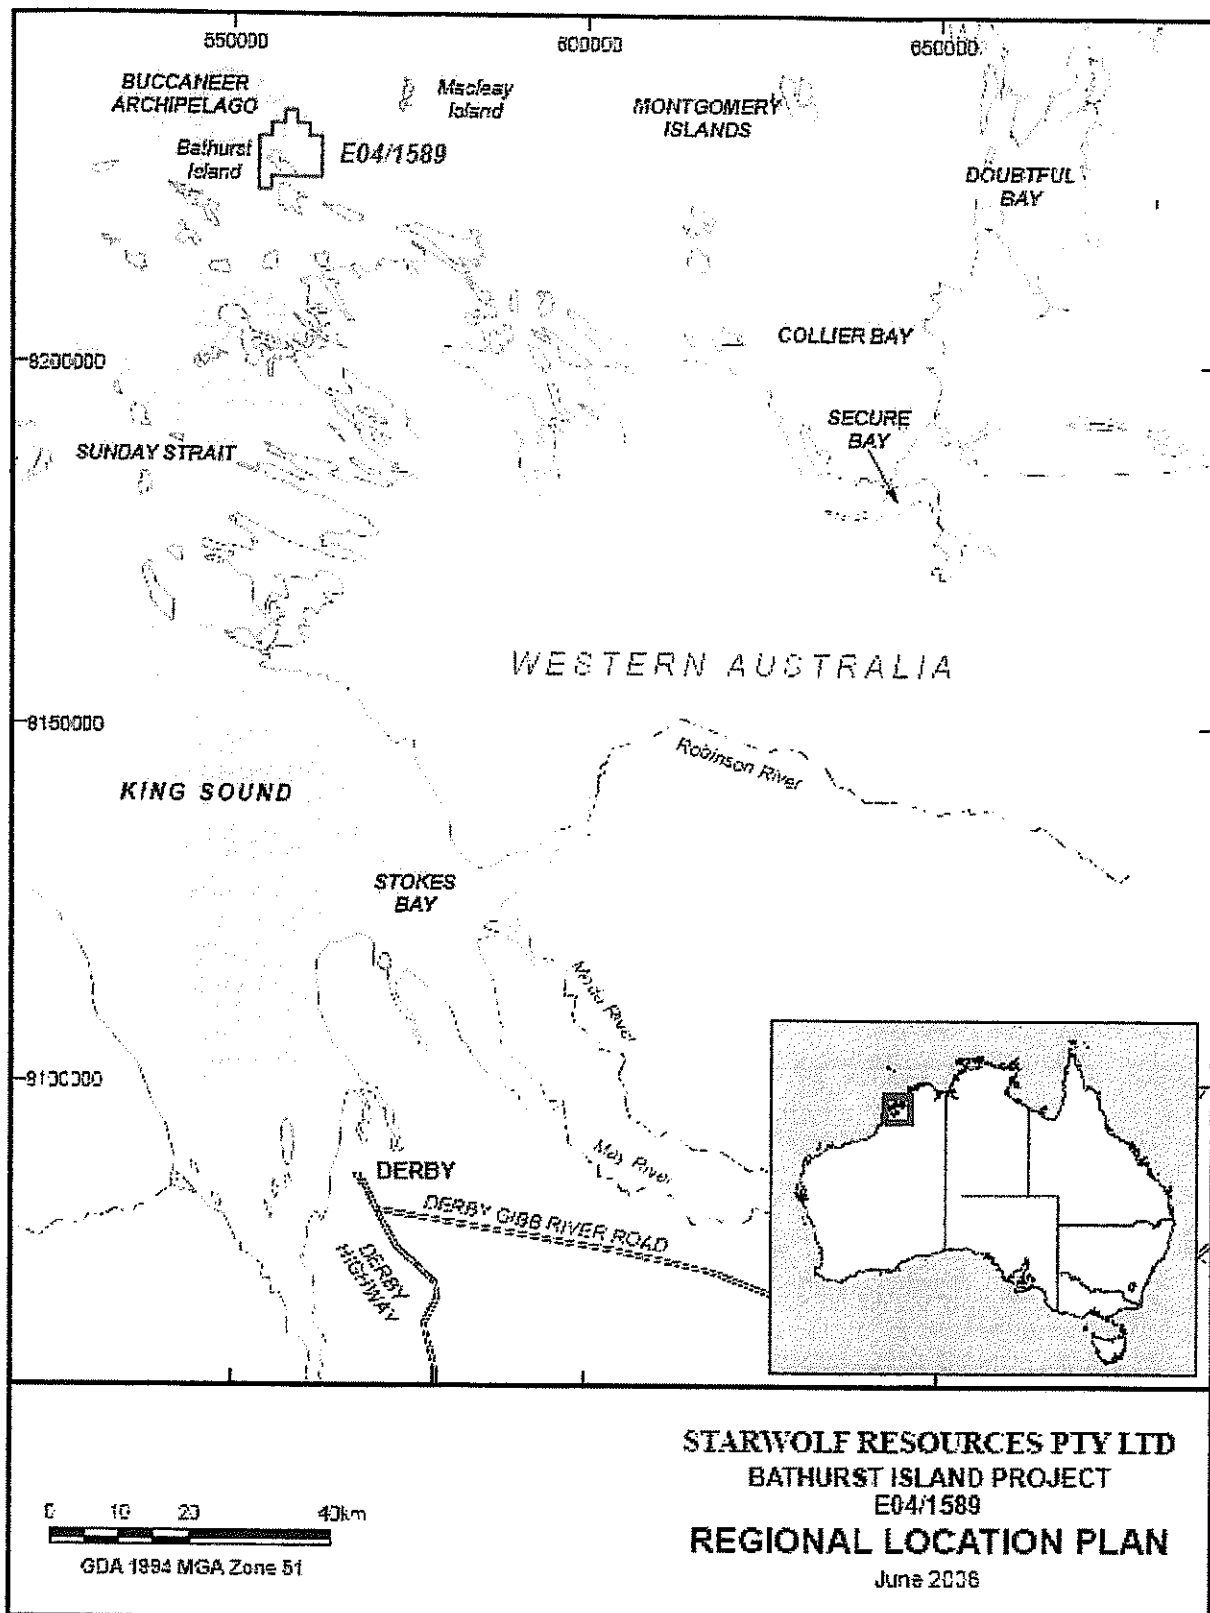 550000
600000
650000
BUCCANEER
ARCHIPELAGO
Macleay
Island
MONTGOMERY
ISLANDS
Bathurst
Island
E04/1589
DOUBTFUL
BAY
COLLIER BAY
8200000
SECURE
BAY
SUNDAY STRAIT
WESTERN AUSTRALIA
8150000
Robinson River
KING SOUND
STOKES
BAY
Meda River
8100000
May River
DERBY
DERBY GIBB RIVER ROAD
DERBY
HIGHWAY
STARWOLF RESOURCES PTY LTD
BATHURST ISLAND PROJECT
E04/1589
REGIONAL LOCATION PLAN
0 10 20 40km
GDA 1994 MGA Zone 51